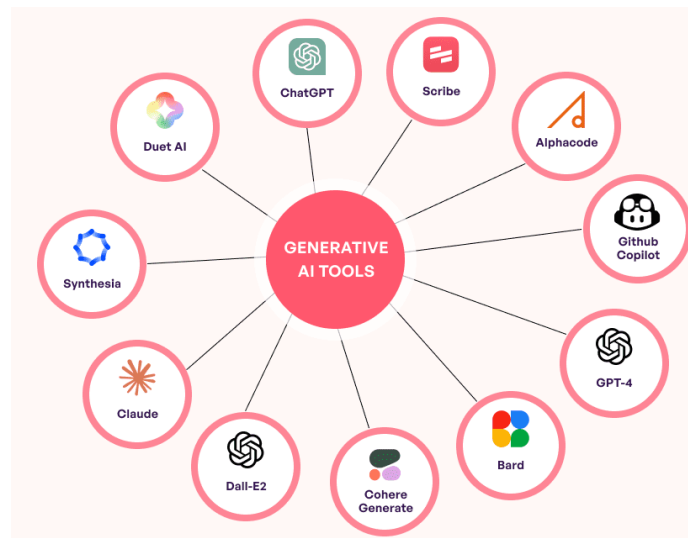 ChatGPT
Scribe
Duet AI
Alphacode
GENERATIVE
AI TOOLS
Github
Copilot
Synthesia
GPT-4
Claude
Bard
Dall-E2
Cohere
Generate